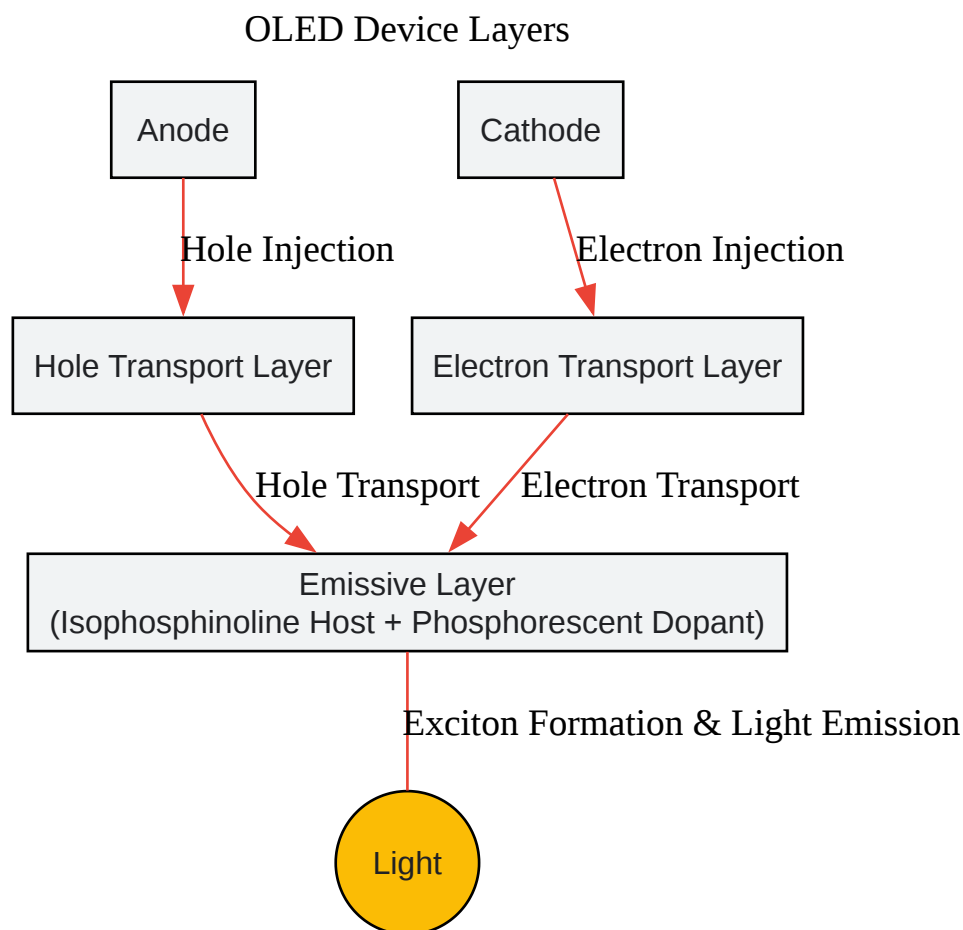 OLED Device Layers
Anode
Cathode
Hole Injection
Electron Injection
Hole Transport Layer
Electron Transport Layer
Hole Transport
Electron Transport
Emissive Layer
(Isophosphinoline Host + Phosphorescent Dopant)
Exciton Formation & Light Emission
Light